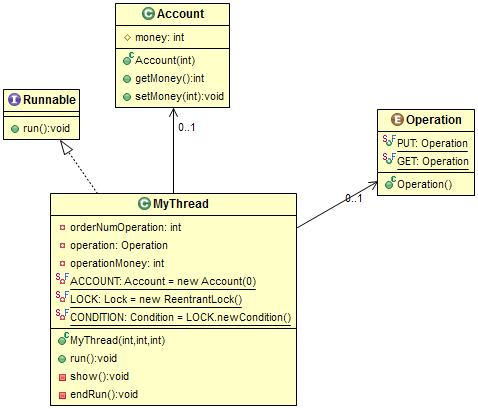 Account
money: int
Account(int)
getMoney():int
setMoney(int):void
Runnable
run():void
0..1
Operation
PUT: Operation
GET: Operation
Operation()
0..1
MyThread
orderNumOperation: int
operation: Operation
operationMoney: int
ACCOUNT: Account = new Account(0)
LOCK: Lock = new ReentrantLock()
CONDITION: Condition = LOCK.newCondition()
MyThread(int,int,int)
run():void
show():void
endRun():void